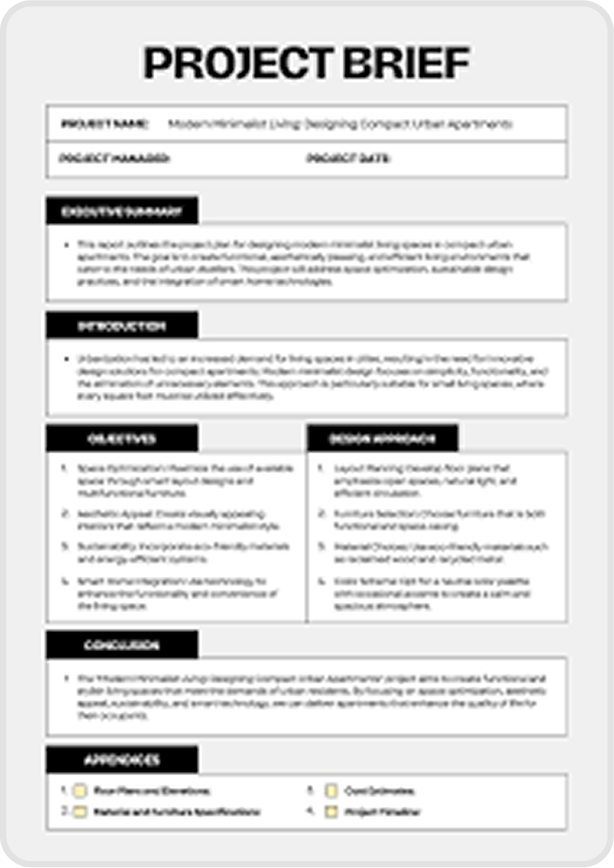 PROJECT BRIEF
PROJECT NAME: Modern Minimalist Living: Designing Compact Urban Apartments
PROJECT MANAGER: PROJECT DATE:
EXECUTIVE SUMMARY
• This report outlines the project plan for designing modern minimalist living spaces in compact urban
apartments. The goal is to create functional, aesthetically pleasing, and efficient living environments that
cater to the needs of urban dwellers. This project will address space optimization, sustainable design
practices, and the integration of smart home technologies.
INTRODUCTION
• Urbanization has led to an increased demand for living spaces in cities, resulting in the need for innovative
design solutions for compact apartments. Modern minimalist design focuses on simplicity, functionality, and
the elimination of unnecessary elements. This approach is particularly suitable for small living spaces, where
every square foot must be utilized effectively.
OBJECTIVES
1. Space Optimization: Maximize the use of available
space through smart layout designs and
multifunctional furniture.
2. Aesthetic Appeal: Create visually appealing
interiors that reflect a modern minimalist style.
3. Sustainability: Incorporate eco-friendly materials
and energy-efficient systems.
4. Smart Home Integration: Use technology to
enhance the functionality and convenience of
the living space.
DESIGN APPROACH
1. Layout Planning: Develop floor plans that
emphasize open spaces, natural light, and
efficient circulation.
2. Furniture Selection: Choose furniture that is both
functional and space-saving.
3. Material Choices: Use eco-friendly materials such
as reclaimed wood and recycled metal.
4. Color Scheme: Opt for a neutral color palette
with occasional accents to create a calm and
spacious atmosphere.
CONCLUSION
• The "Modern Minimalist Living: Designing Compact Urban Apartments" project aims to create functional and
stylish living spaces that meet the demands of urban residents. By focusing on space optimization, aesthetic
appeal, sustainability, and smart technology, we can deliver apartments that enhance the quality of life for
their occupants.
APPENDICES
1. Floor Plans and Elevations
2. Material and Furniture Specifications
3. Cost Estimates
4. Project Timeline